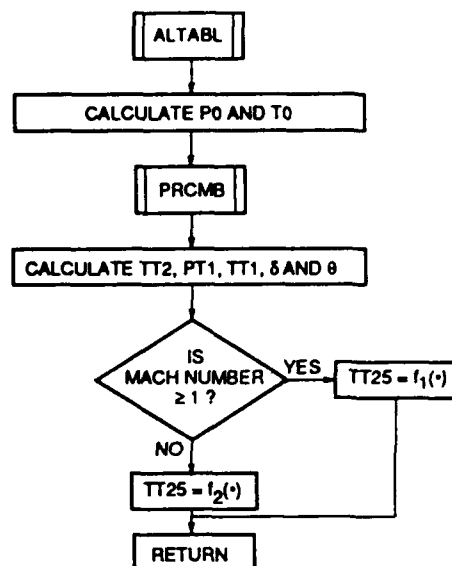 ALTABL
CALCULATE P0 AND T0
PRCMB
CALCULATE TT2, PT1, TT1, δ AND θ
IS
MACH NUMBER
≥ 1 ?
YES
TT25 = f₁(•)
NO
TT25 = f₂(•)
RETURN